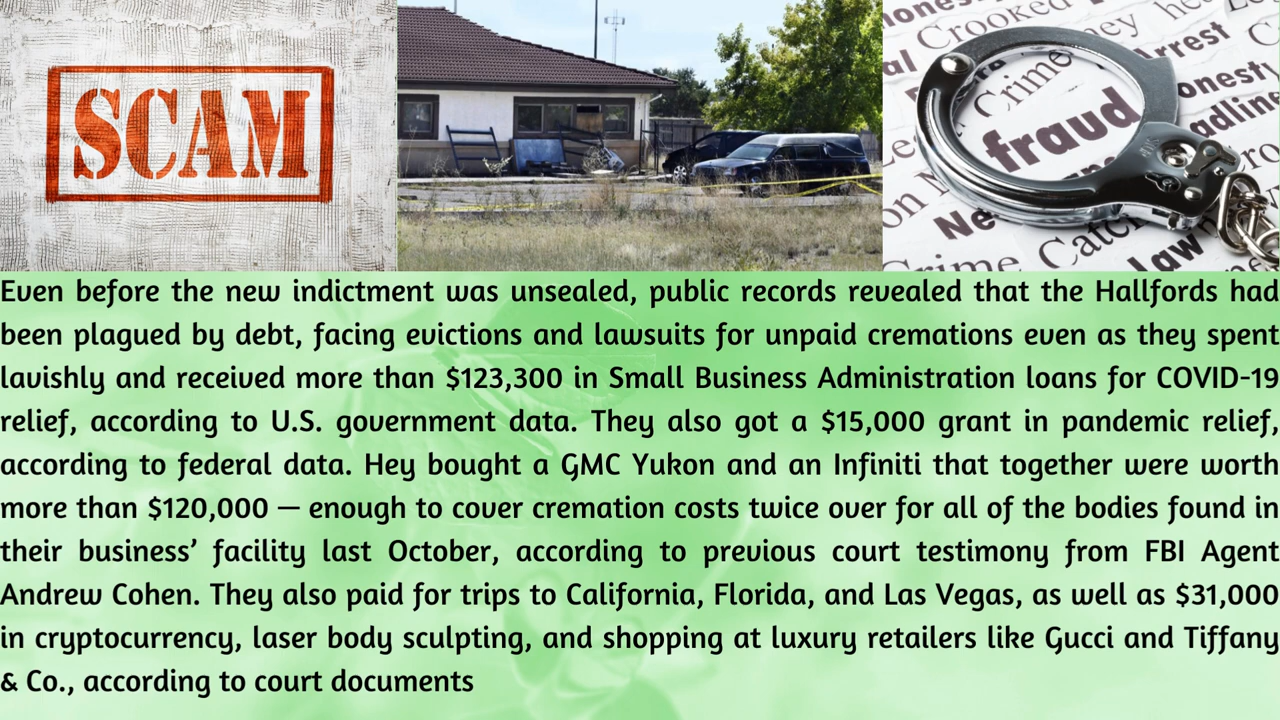 SCAM
honest
Crooked
Arrest
Crime
honesty
fraud
Crime
Law
Even before the new indictment was unsealed, public records revealed that the Hallfords had
been plagued by debt, facing evictions and lawsuits for unpaid cremations even as they spent
lavishly and received more than $123,300 in Small Business Administration loans for COVID-19
relief, according to U.S. government data. They also got a $15,000 grant in pandemic relief,
according to federal data. Hey bought a GMC Yukon and an Infiniti that together were worth
more than $120,000 — enough to cover cremation costs twice over for all of the bodies found in
their business’ facility last October, according to previous court testimony from FBI Agent
Andrew Cohen. They also paid for trips to California, Florida, and Las Vegas, as well as $31,000
in cryptocurrency, laser body sculpting, and shopping at luxury retailers like Gucci and Tiffany
& Co., according to court documents